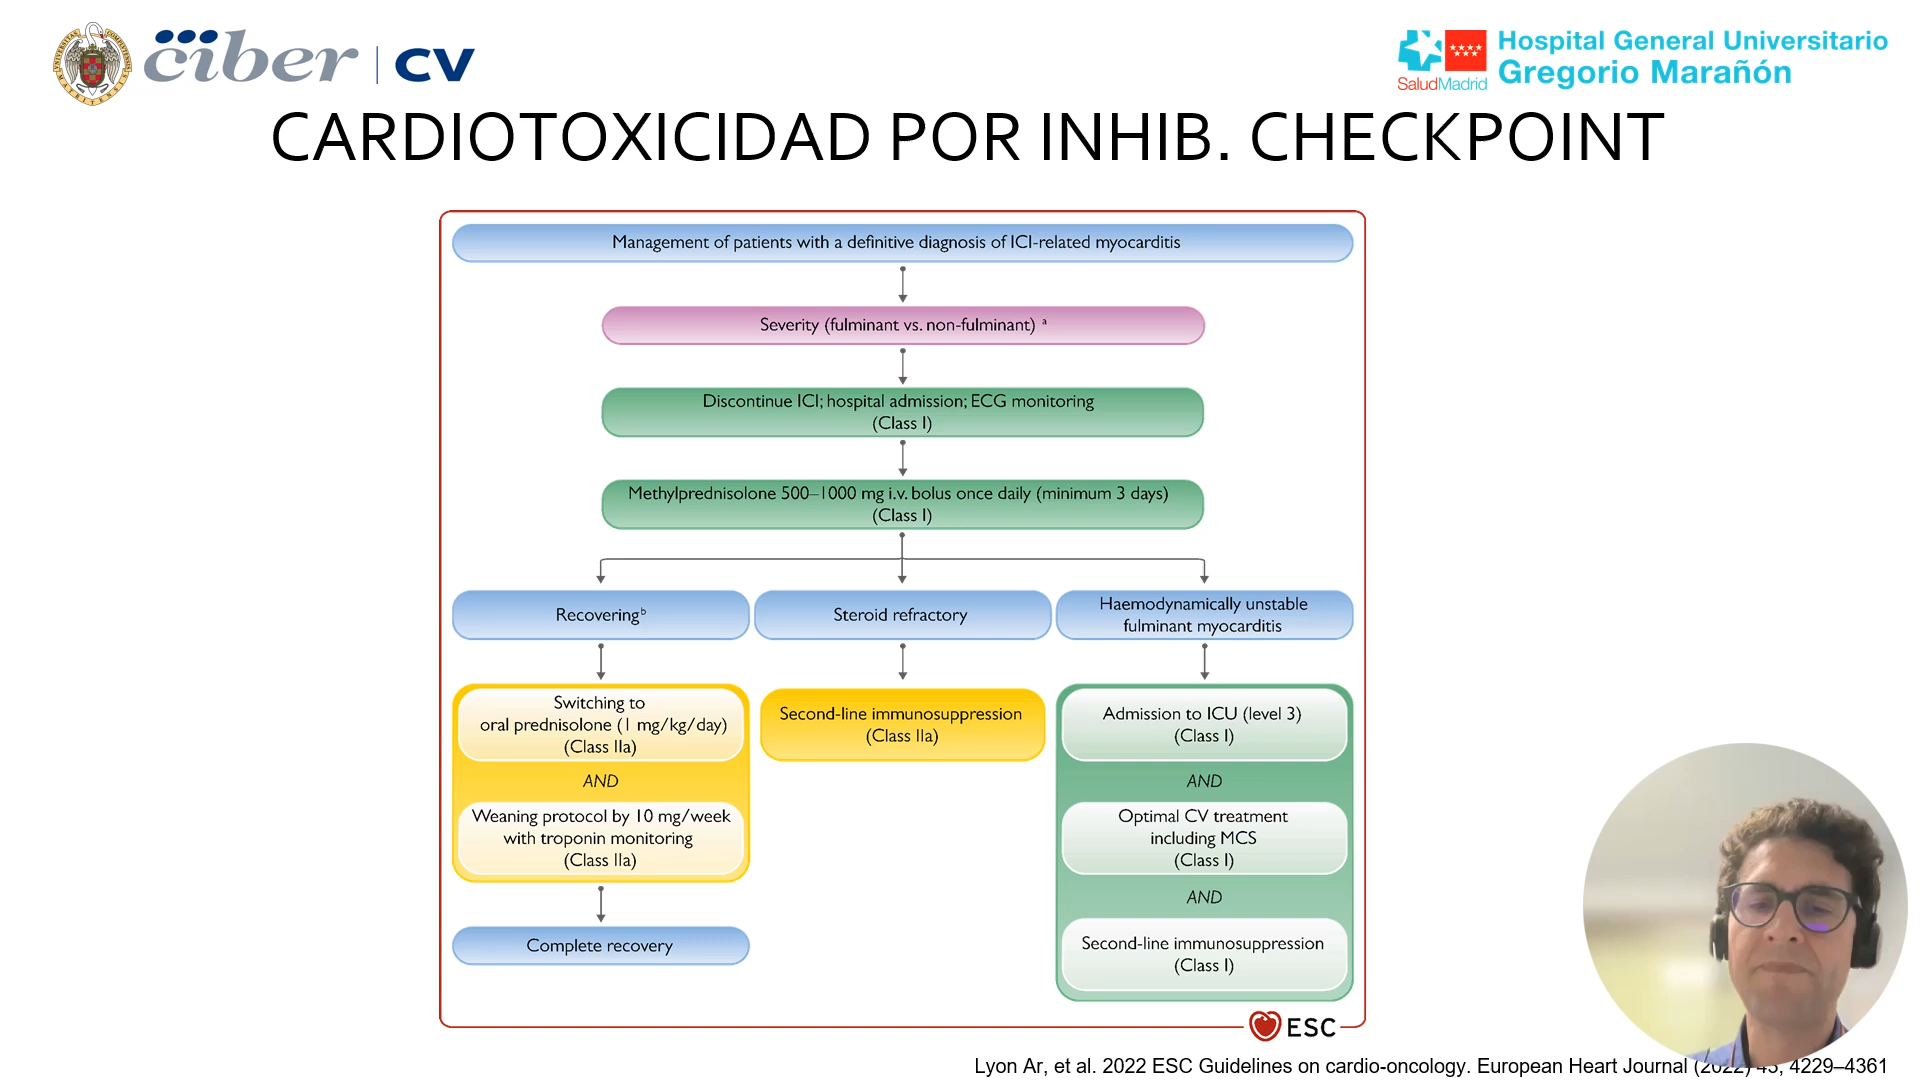 ciber | CV
SaludMadrid
Hospital General Universitario
Gregorio Marañón
CARDIOTOXICIDAD POR INHIB. CHECKPOINT
Management of patients with a definitive diagnosis of ICI-related myocarditis
Severity (fulminant vs. non-fulminant) a
Discontinue ICI; hospital admission; ECG monitoring
(Class I)
Methylprednisolone 500–1000 mg i.v. bolus once daily (minimum 3 days)
(Class I)
Recovering b
Steroid refractory
Haemodynamically unstable
fulminant myocarditis
Switching to
oral prednisolone (1 mg/kg/day)
(Class IIa)
AND
Weaning protocol by 10 mg/week
with troponin monitoring
(Class IIa)
Complete recovery
Second-line immunosuppression
(Class IIa)
Admission to ICU (level 3)
(Class I)
AND
Optimal CV treatment
including MCS
(Class I)
AND
Second-line immunosuppression
(Class I)
ESC
Lyon Ar, et al. 2022 ESC Guidelines on cardio-oncology. European Heart Journal (2022) 43, 4229–4361